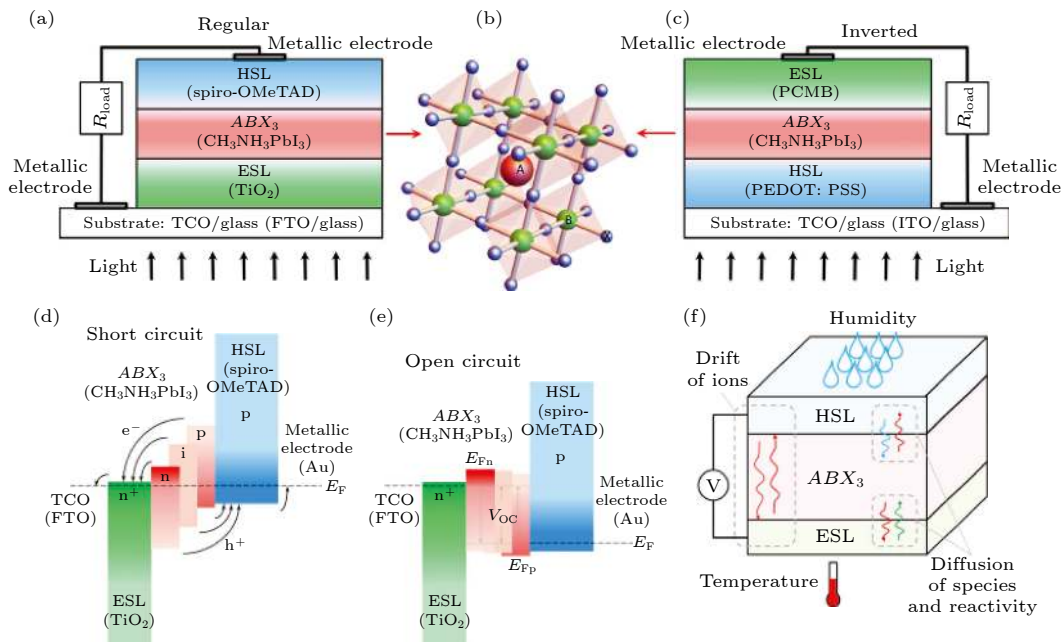 (a)
Regular
Metallic electrode
HSL
(spiro-OMeTAD)
Rload
ABX3
(CH3NH3PbI3)
Metallic
electrode
ESL
(TiO2)
Substrate: TCO/glass (FTO/glass)
Light
(b)
A
B
X
(c)
Inverted
Metallic electrode
ESL
(PCMB)
Rload
ABX3
(CH3NH3PbI3)
HSL
(PEDOT: PSS)
Metallic
electrode
Substrate: TCO/glass (ITO/glass)
Light
(d)
Short circuit
HSL
(spiro-
OMeTAD)
p
ABX3
(CH3NH3PbI3)
e−
p
i
n
n+
Metallic
electrode
(Au)
EF
TCO
(FTO)
h+
ESL
(TiO2)
(e)
Open circuit
HSL
(spiro-
OMeTAD)
p
ABX3
(CH3NH3PbI3)
EFn
n+
TCO
(FTO)
VOC
Metallic
electrode
(Au)
EF
EFp
ESL
(TiO2)
(f)
Humidity
Drift
of ions
HSL
V
ABX3
ESL
Temperature
Diffusion
of species
and reactivity